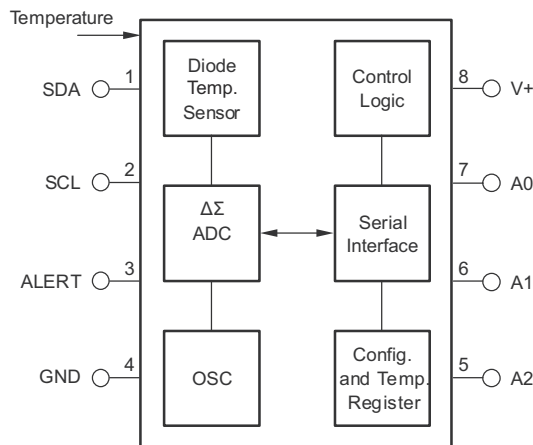 Temperature
1
SDA
Diode
Temp.
Sensor
Control
Logic
8
V+
2
SCL
7
A0
ΔΣ
ADC
Serial
Interface
3
ALERT
6
A1
4
GND
OSC
Config.
and Temp.
Register
5
A2